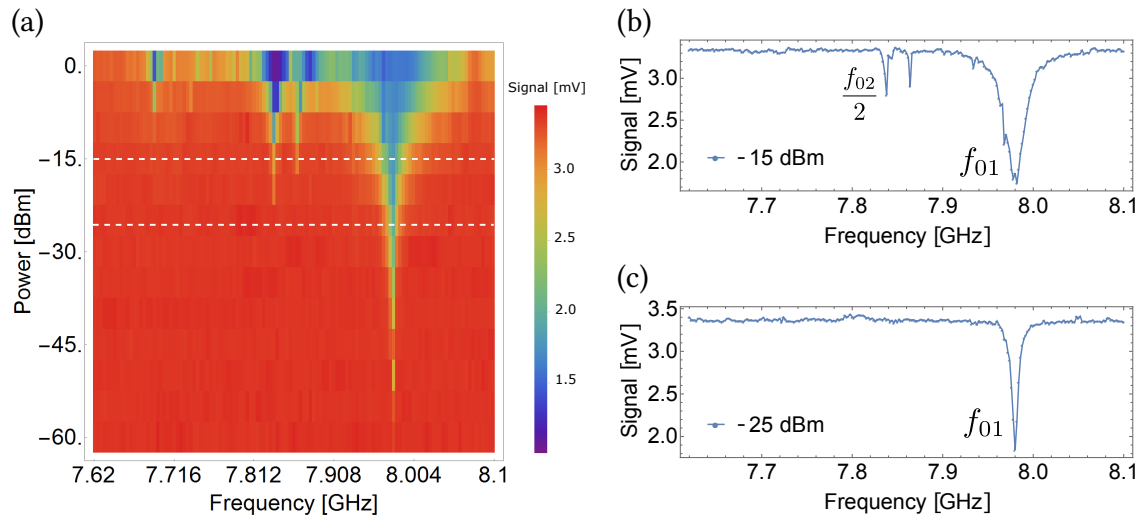 (a)
0.
-15
-30
-45
-60
Power [dBm]
7.62 7.716 7.812 7.908 8.004 8.1
Frequency [GHz]
Signal [mV]
3.0
2.5
2.0
1.5
(b)
3.0
2.5
2.0
Signal [mV]
f02
2
f01
-15 dBm
7.7 7.8 7.9 8.0 8.1
Frequency [GHz]
(c)
3.5
3.0
2.5
2.0
Signal [mV]
f01
-25 dBm
7.7 7.8 7.9 8.0 8.1
Frequency [GHz]